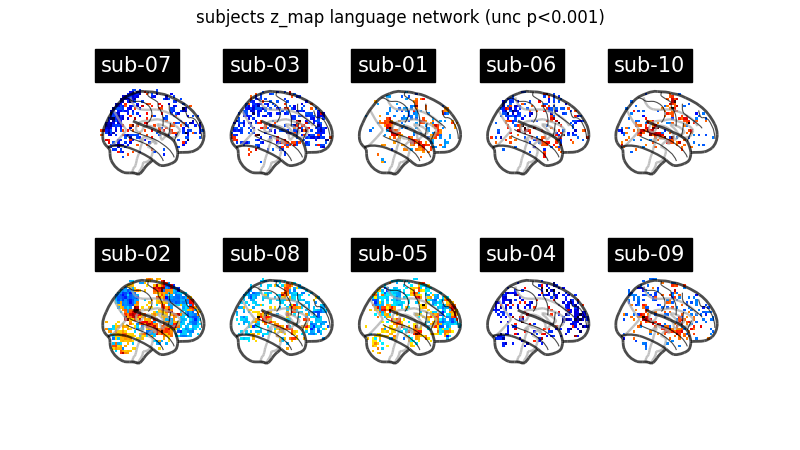 subjects z_map language network (unc p<0.001)
sub-07
sub-03
sub-01
sub-06
sub-10
sub-02
sub-08
sub-05
sub-04
sub-09